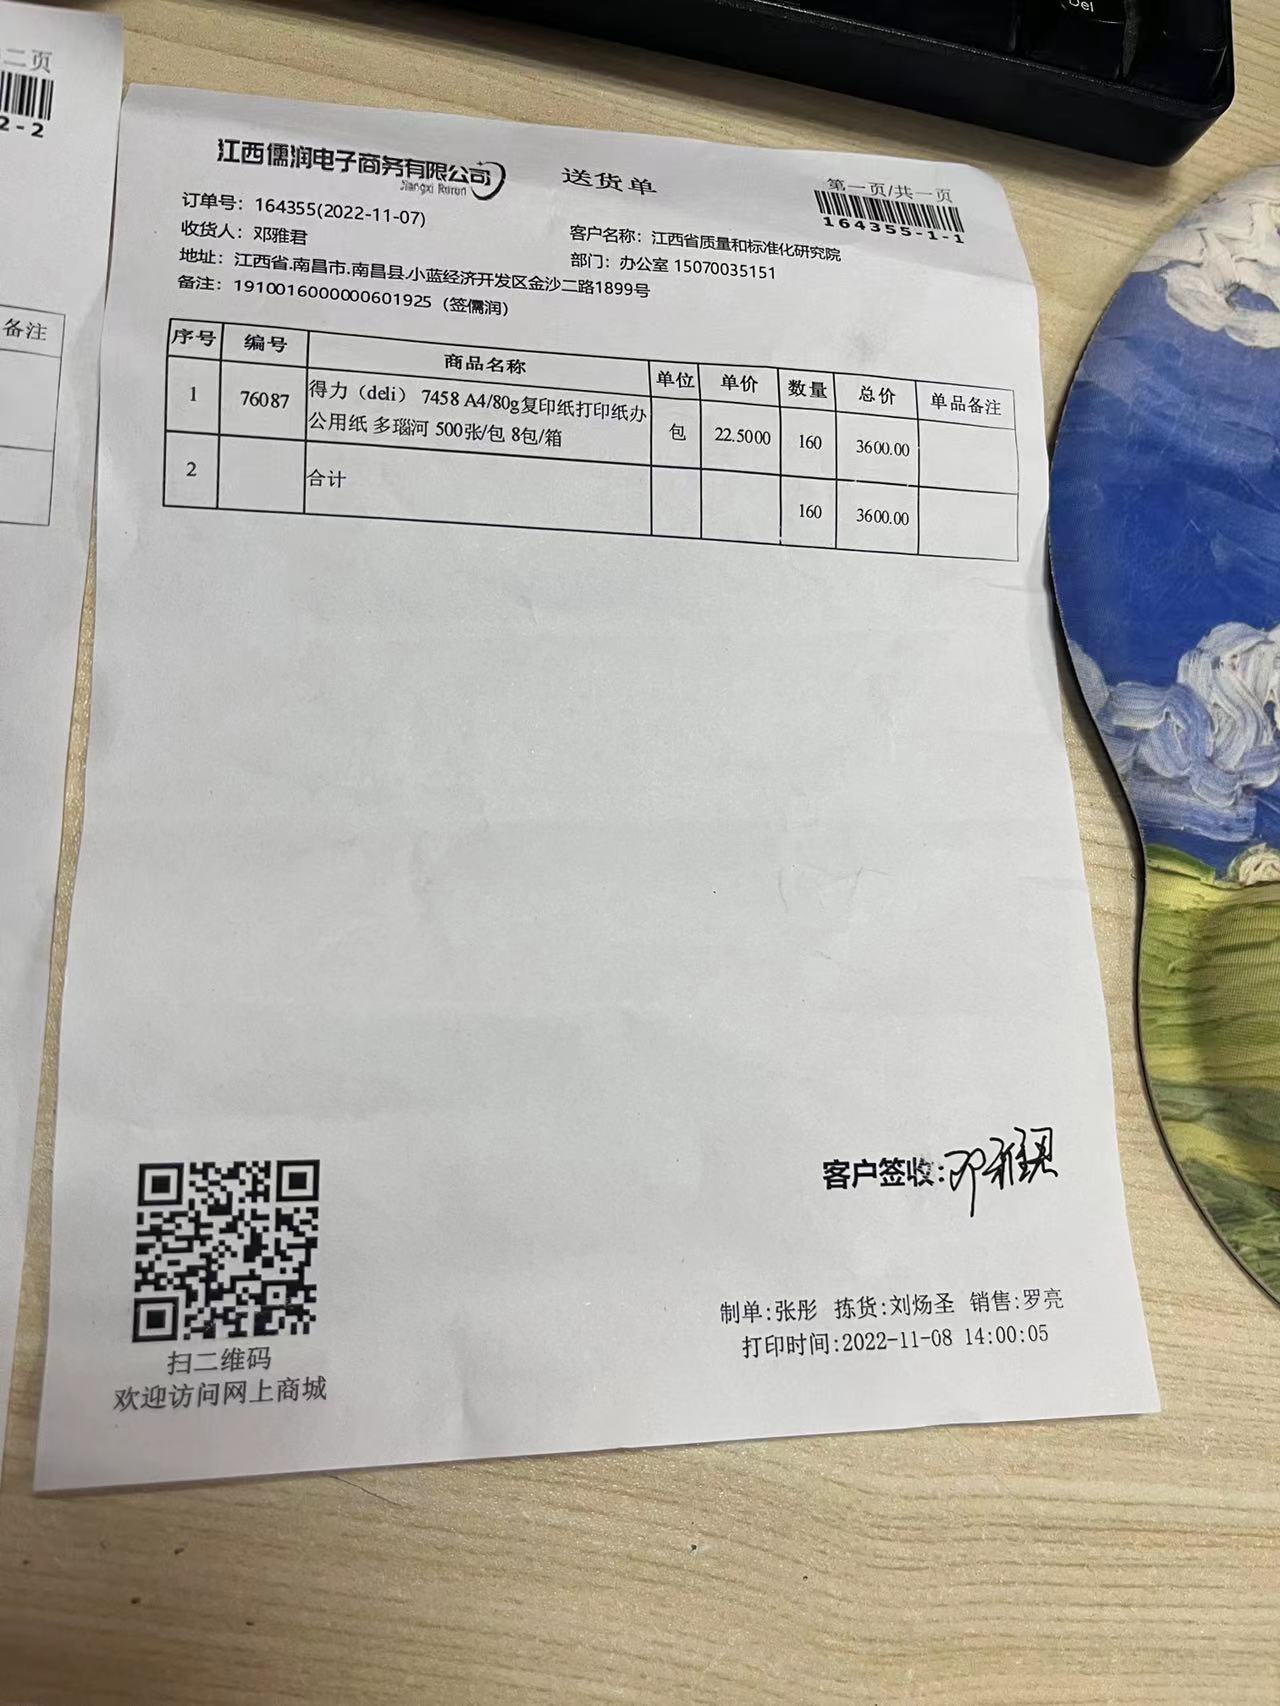 Del
二页
2-2
备注
江西儒润电子商务有限公司
Jiangxi Rurun
送货单
第一页/共一页
164355-1-1
订单号：164355(2022-11-07)
收货人：邓雅君
客户名称：江西省质量和标准化研究院
地址：江西省.南昌市.南昌县.小蓝经济开发区金沙二路1899号
部门：办公室 15070035151
备注：1910016000000601925（签儒润）
序号 编号 商品名称 单位 单价 数量 总价 单品备注
1 76087 得力（deli） 7458 A4/80g复印纸打印纸办 包 22.5000 160 3600.00
公用纸 多瑙河 500张/包 8包/箱
2 合计 160 3600.00
客户签收:邓雅君
制单:张彤 拣货:刘炀圣 销售:罗亮
打印时间:2022-11-08 14:00:05
扫二维码
欢迎访问网上商城